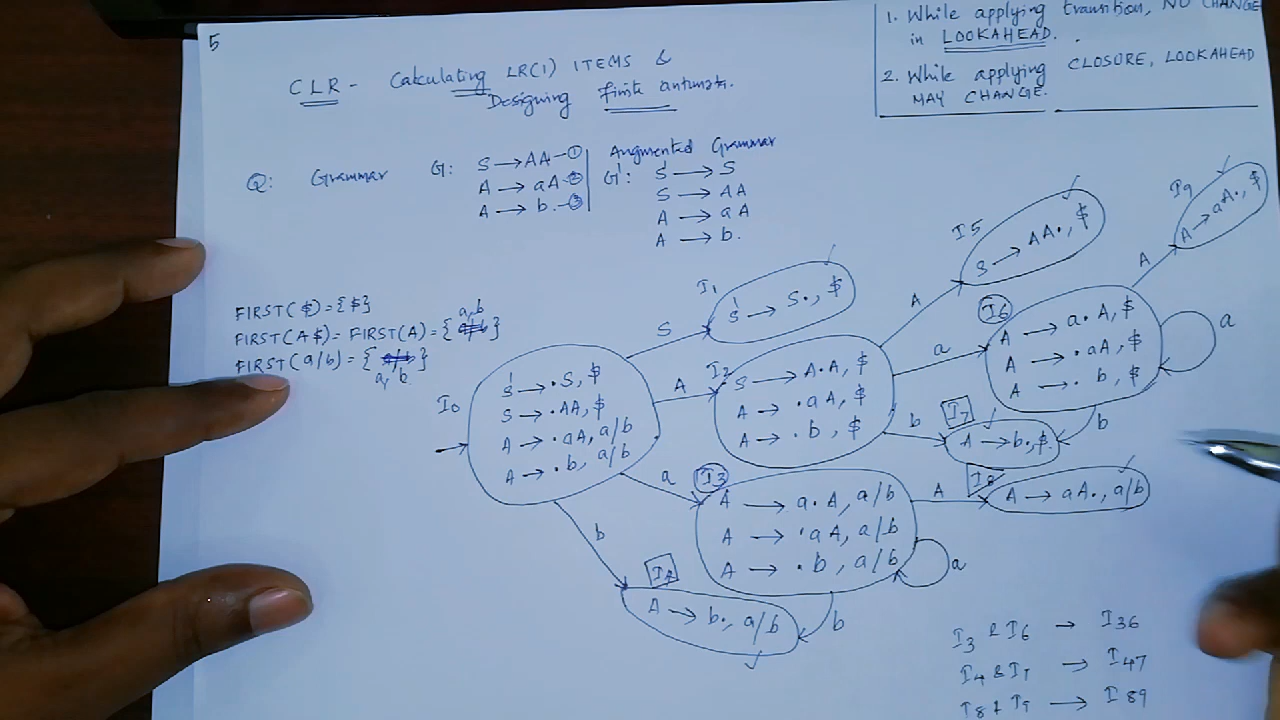 5
CLR - Calculating LR(1) ITEMS &
Designing finite automata.
1. While applying transition, NO CHANGE
in LOOKAHEAD.
2. While applying CLOSURE, LOOKAHEAD
MAY CHANGE.
Q: Grammar G: S → AA - ①
A → aA - ②
A → b. - ③
Augmented Grammar
G': S' → S
S → AA
A → aA
A → b.
FIRST($) = {$}
FIRST(A$) = FIRST(A) = {a, b}
FIRST(a/b) = {a, b}
I0
S' → .S, $
S → .AA, $
A → .aA, a/b
A → .b, a/b
S
I1
S' → S., $
A
I2
S → A.A, $
A → .aA, $
A → .b, $
a
I3
A → a.A, a/b
A → .aA, a/b
A → .b, a/b
a
b
b
I4
A → b., a/b
A
I5
S → AA., $
a
I6
A → a.A, $
A → .aA, $
A → .b, $
a
b
b
I7
A → b., $.
A
I8
A → aA., a/b
A
I9
A → aA., $
I3 & I6 → I36
I4 & I7 → I47
I8 & I9 → I89